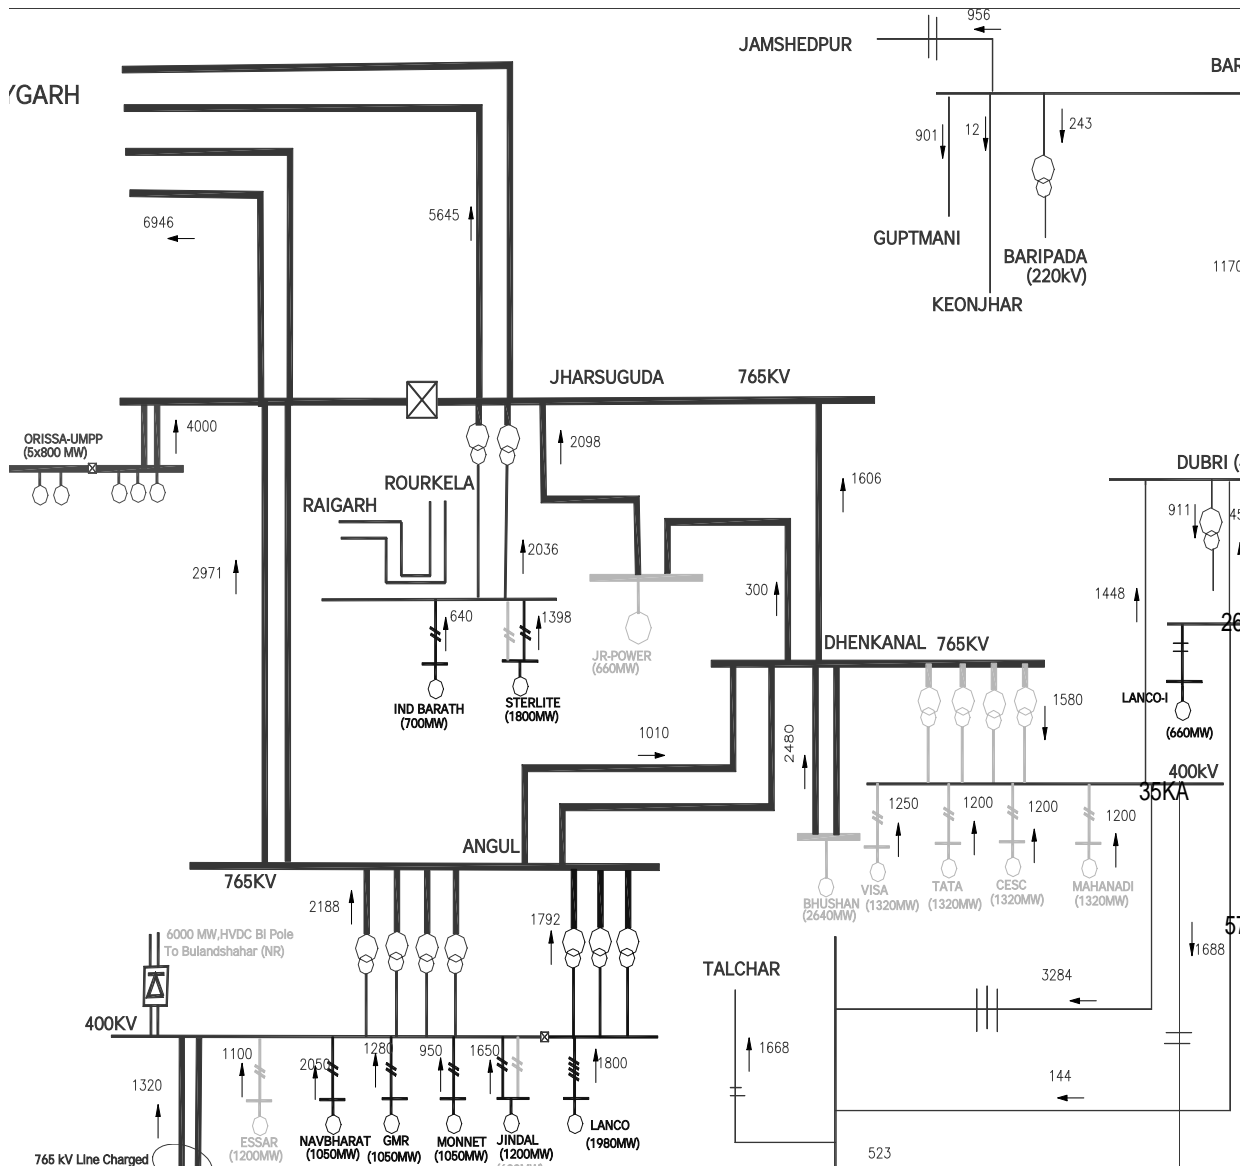 956
JAMSHEDPUR
BAR
YGARH
901
12
243
6946
5645
GUPTMANI
BARIPADA
(220kV)
1170
KEONJHAR
JHARSUGUDA
765KV
4000
ORISSA-UMPP
(5x800 MW)
2098
DUBRI (
ROURKELA
1606
RAIGARH
911
45
2036
2971
300
1448
640
1398
26
JR-POWER
(660MW)
DHENKANAL 765KV
IND BARATH
(700MW)
STERLITE
(1800MW)
LANCO-I
(660MW)
1580
1010
2480
400kV
35KA
1250
1200
1200
1200
ANGUL
765KV
VISA
(1320MW)
TATA
(1320MW)
CESC
(1320MW)
MAHANADI
(1320MW)
BHUSHAN
(2640MW)
2188
1792
57
6000 MW,HVDC BI Pole
To Bulandshahar (NR)
1688
TALCHAR
3284
400KV
1100
2050
1280
950
1650
1800
1668
1320
144
ESSAR
(1200MW)
NAVBHARAT
(1050MW)
GMR
(1050MW)
MONNET
(1050MW)
JINDAL
(1200MW)
LANCO
(1980MW)
523
765 kV Line Charged